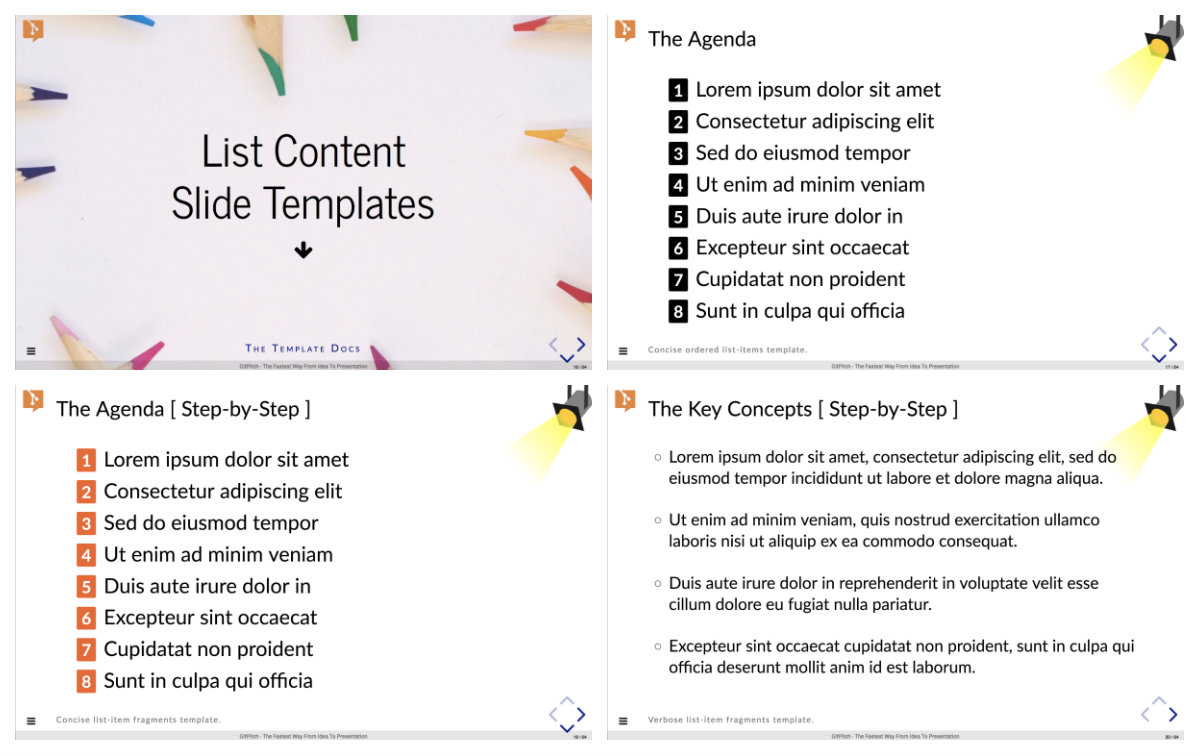 List Content
Slide Templates
The Template Docs
GitPitch - The Fastest Way From Idea To Presentation
16 / 94
The Agenda
1 Lorem ipsum dolor sit amet
2 Consectetur adipiscing elit
3 Sed do eiusmod tempor
4 Ut enim ad minim veniam
5 Duis aute irure dolor in
6 Excepteur sint occaecat
7 Cupidatat non proident
8 Sunt in culpa qui officia
Concise ordered list-items template.
GitPitch - The Fastest Way From Idea To Presentation
17 / 94
The Agenda [ Step-by-Step ]
1 Lorem ipsum dolor sit amet
2 Consectetur adipiscing elit
3 Sed do eiusmod tempor
4 Ut enim ad minim veniam
5 Duis aute irure dolor in
6 Excepteur sint occaecat
7 Cupidatat non proident
8 Sunt in culpa qui officia
Concise list-item fragments template.
GitPitch - The Fastest Way From Idea To Presentation
The Key Concepts [ Step-by-Step ]
Lorem ipsum dolor sit amet, consectetur adipiscing elit, sed do
eiusmod tempor incididunt ut labore et dolore magna aliqua.
Ut enim ad minim veniam, quis nostrud exercitation ullamco
laboris nisi ut aliquip ex ea commodo consequat.
Duis aute irure dolor in reprehenderit in voluptate velit esse
cillum dolore eu fugiat nulla pariatur.
Excepteur sint occaecat cupidatat non proident, sunt in culpa qui
officia deserunt mollit anim id est laborum.
Verbose list-item fragments template.
GitPitch - The Fastest Way From Idea To Presentation
20 / 94